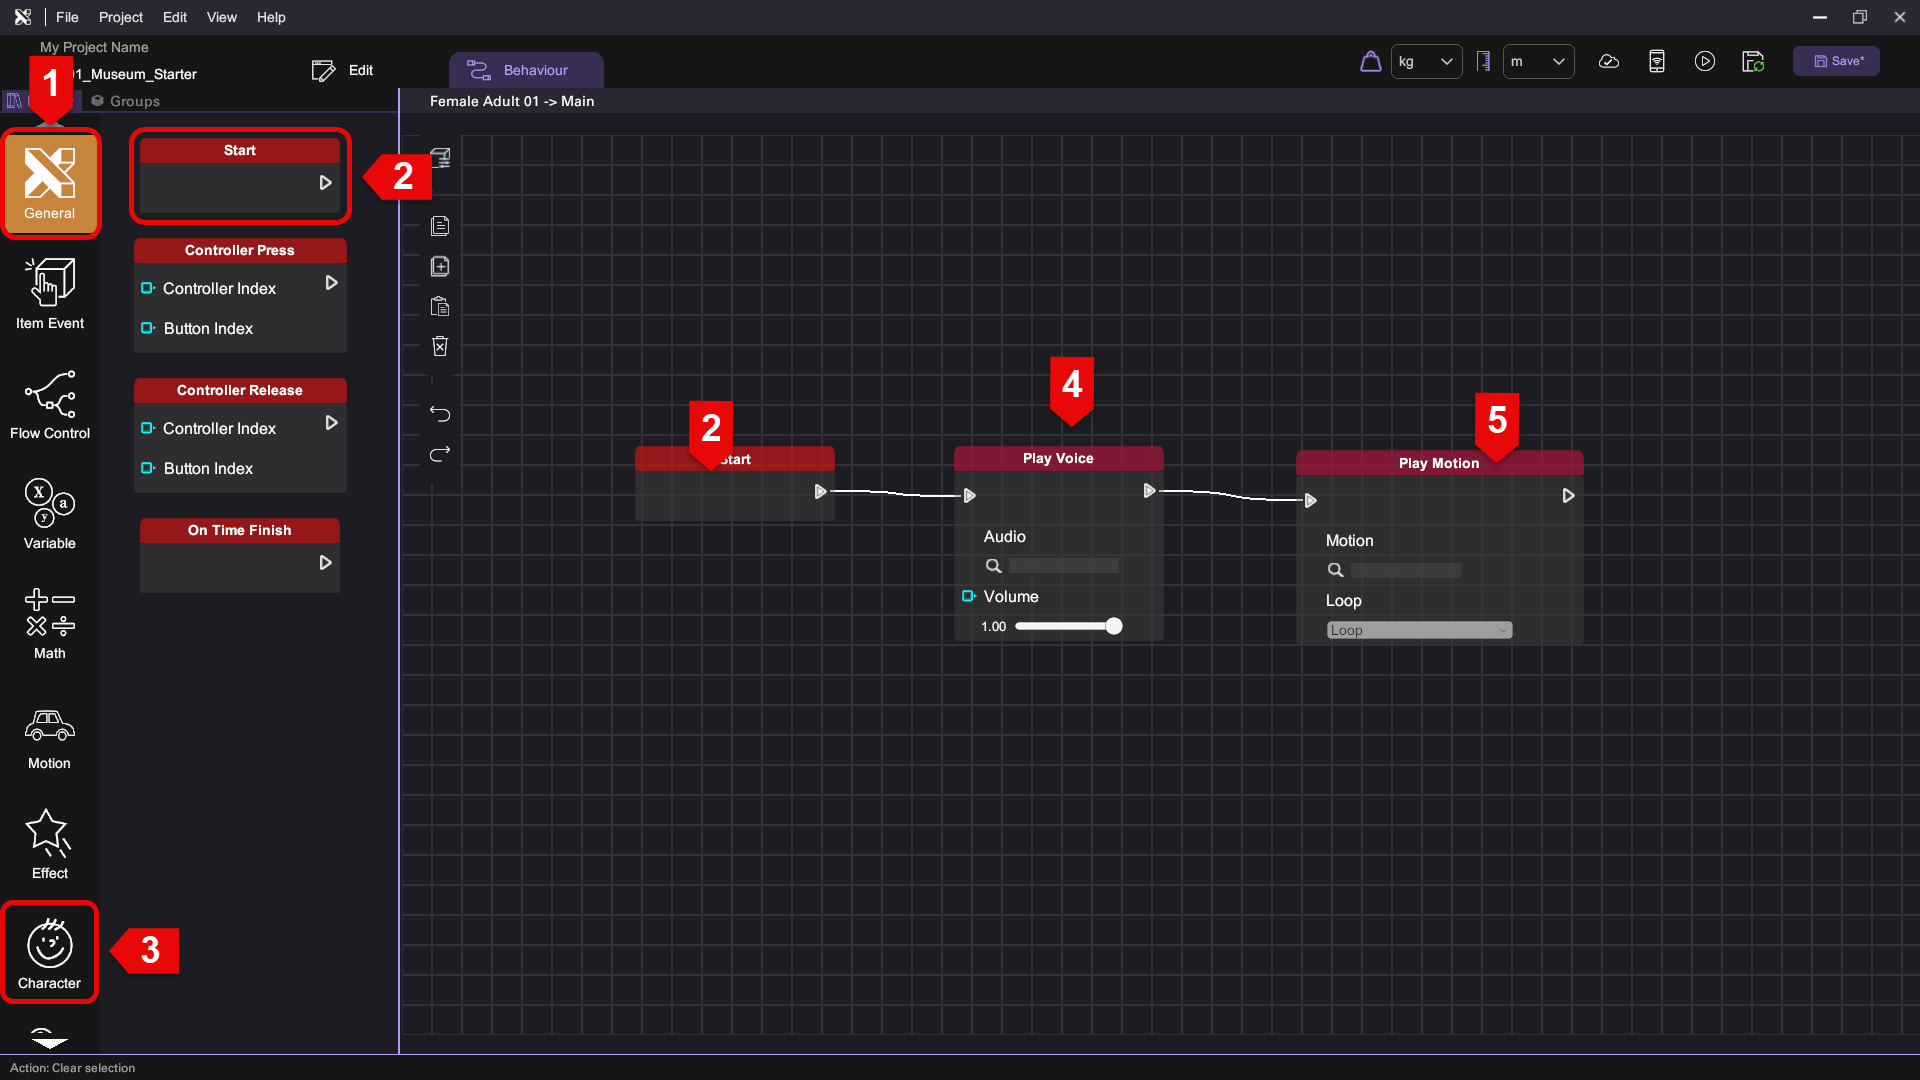 File Project Edit View Help
My Project Name
1_Museum_Starter
Edit
Behaviour
kg
m
Save*
1
Groups
Female Adult 01 -> Main
General
Start
2
Controller Press
Controller Index
Button Index
Item Event
Controller Release
Controller Index
Button Index
Flow Control
On Time Finish
Variable
Math
Motion
Effect
Character
3
2
Start
4
Play Voice
Audio
Volume
1.00
5
Play Motion
Motion
Loop
Loop
Action: Clear selection